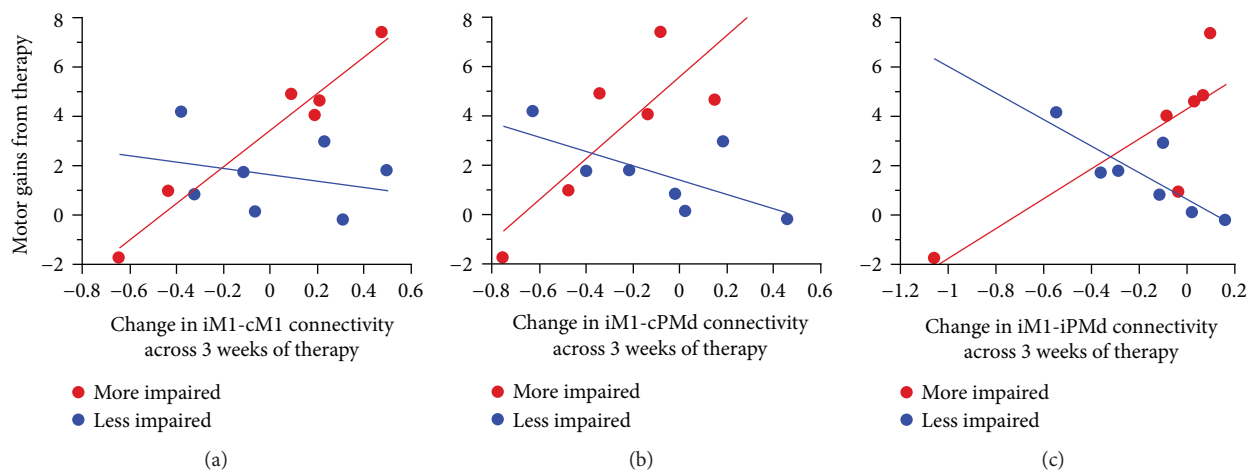 Motor gains from therapy
8
6
4
2
0
−2
−0.8 −0.6 −0.4 −0.2 0 0.2 0.4 0.6
Change in iM1-cM1 connectivity
across 3 weeks of therapy
More impaired
Less impaired
(a)
8
6
4
2
0
−2
−0.8 −0.6 −0.4 −0.2 0 0.2 0.4 0.6
Change in iM1-cPMd connectivity
across 3 weeks of therapy
More impaired
Less impaired
(b)
8
6
4
2
0
−2
−1.2 −1 −0.8 −0.6 −0.4 −0.2 0 0.2
Change in iM1-iPMd connectivity
across 3 weeks of therapy
More impaired
Less impaired
(c)